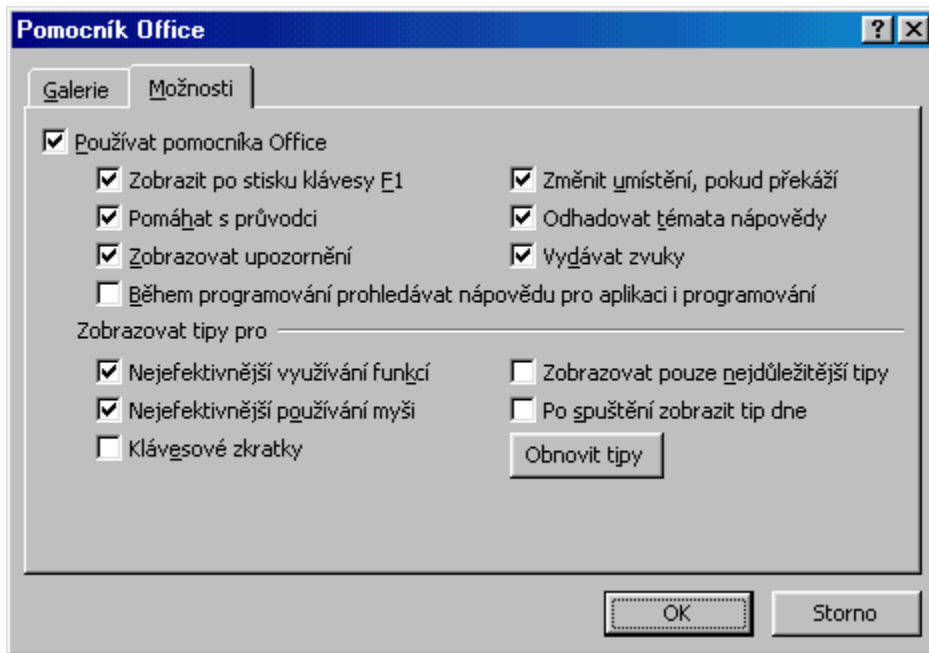 Pomocník Office
Galerie Možnosti
Používat pomocníka Office
Zobrazit po stisku klávesy F1 Změnit umístění, pokud překáží
Pomáhat s průvodci Odhadovat témata nápovědy
Zobrazovat upozornění Vydávat zvuky
Během programování prohledávat nápovědu pro aplikaci i programování
Zobrazovat tipy pro
Nejefektivnější využívání funkcí Zobrazovat pouze nejdůležitější tipy
Nejefektivnější používání myši Po spuštění zobrazit tip dne
Klávesové zkratky Obnovit tipy
OK Storno